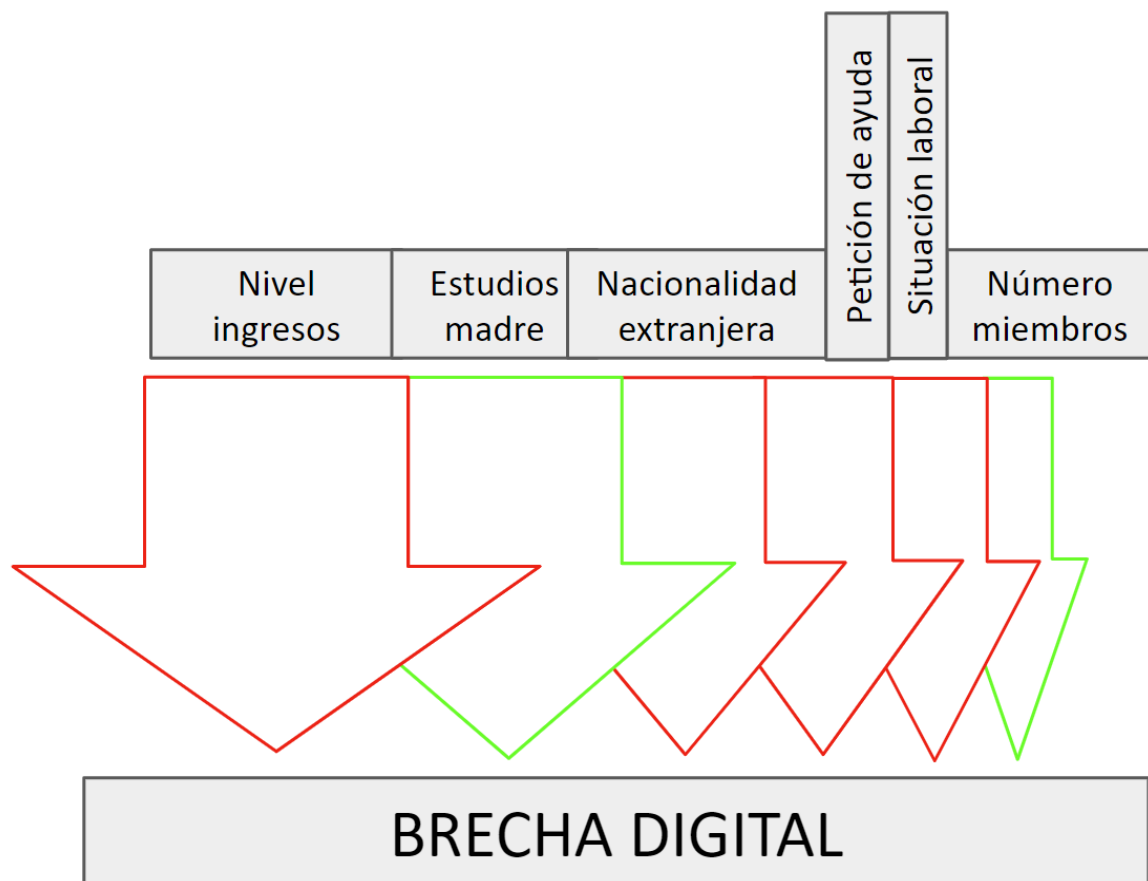 Nivel
ingresos
Estudios
madre
Nacionalidad
extranjera
Petición de ayuda
Situación laboral
Número
miembros
BRECHA DIGITAL